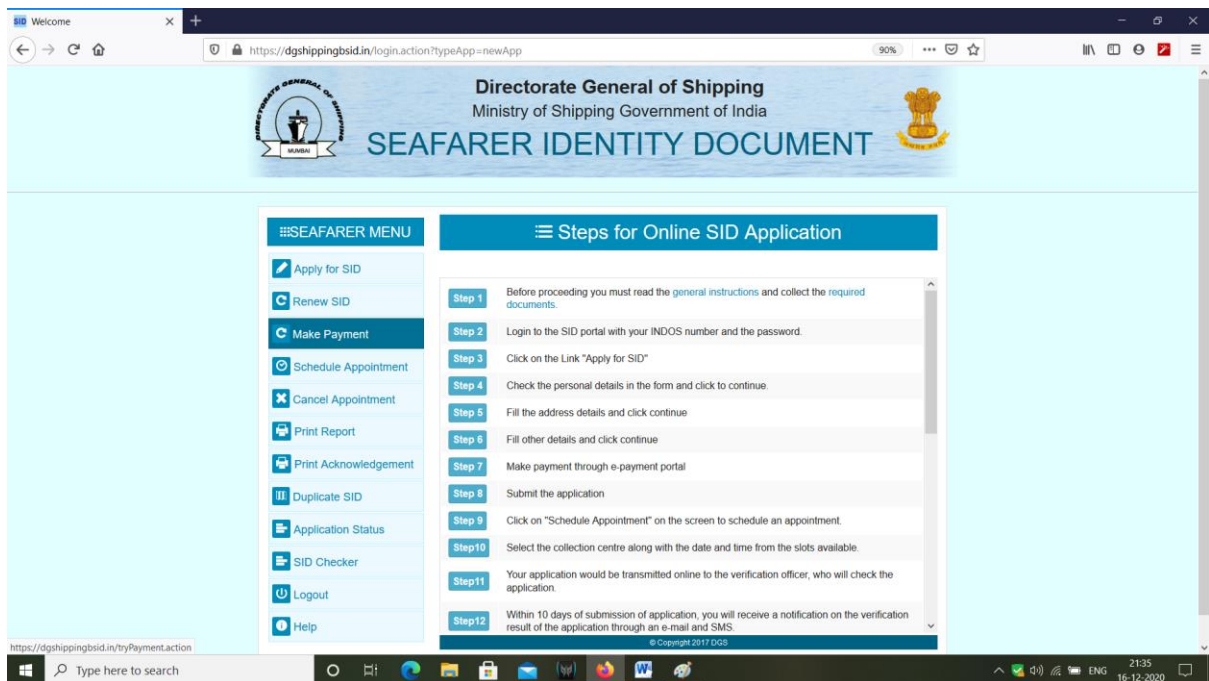 SID Welcome
https://dgshippingbsid.in/login.action?typeApp=newApp
90%
DIRECTORATE GENERAL OF SHIPPING
MUMBAI
Directorate General of Shipping
Ministry of Shipping Government of India
SEAFARER IDENTITY DOCUMENT
SEAFARER MENU
Apply for SID
Renew SID
Make Payment
Schedule Appointment
Cancel Appointment
Print Report
Print Acknowledgement
Duplicate SID
Application Status
SID Checker
Logout
Help
Steps for Online SID Application
Step 1 Before proceeding you must read the general instructions and collect the required
documents.
Step 2 Login to the SID portal with your INDOS number and the password.
Step 3 Click on the Link "Apply for SID"
Step 4 Check the personal details in the form and click to continue.
Step 5 Fill the address details and click continue
Step 6 Fill other details and click continue
Step 7 Make payment through e-payment portal
Step 8 Submit the application
Step 9 Click on "Schedule Appointment" on the screen to schedule an appointment.
Step10 Select the collection centre along with the date and time from the slots available.
Step11 Your application would be transmitted online to the verification officer, who will check the
application.
Step12 Within 10 days of submission of application, you will receive a notification on the verification
result of the application through an e-mail and SMS.
© Copyright 2017 DGS
https://dgshippingbsid.in/tryPayment.action
Type here to search
ENG
21:35
16-12-2020